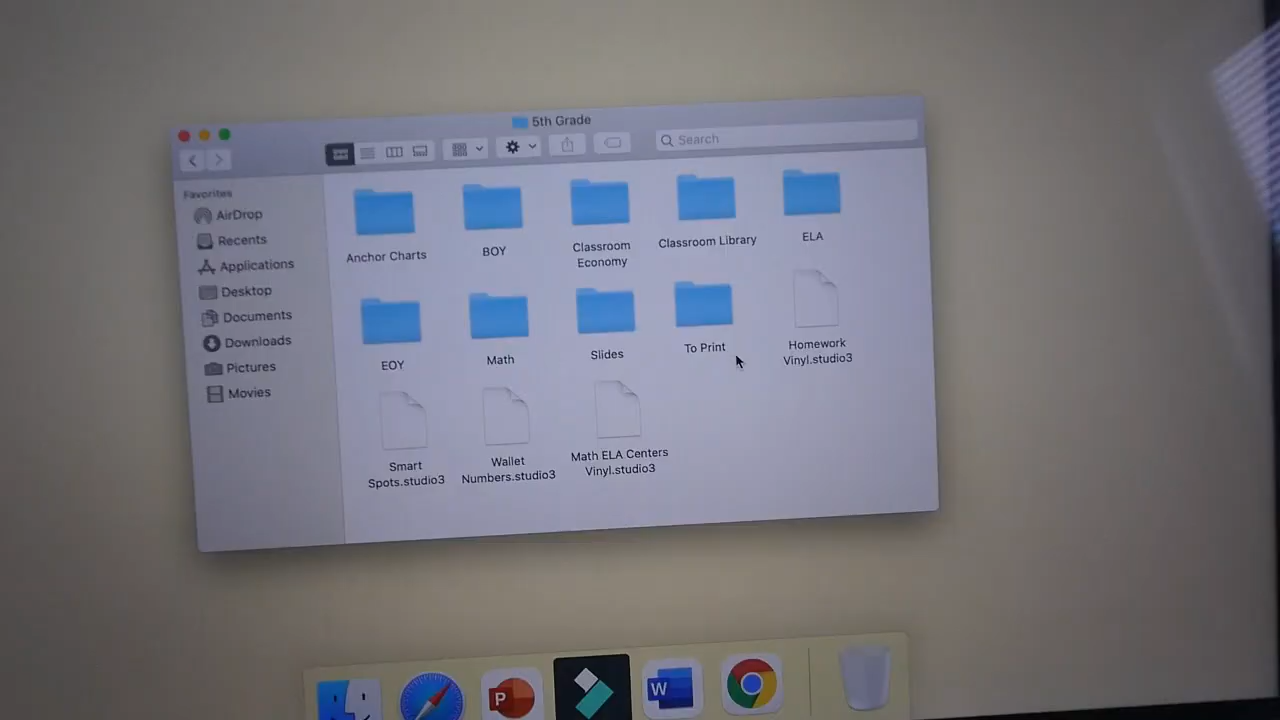 5th Grade
Search
Favorites
AirDrop
Recents
Applications
Desktop
Documents
Downloads
Pictures
Movies
Anchor Charts
BOY
Classroom
Economy
Classroom Library
ELA
EOY
Math
Slides
To Print
Homework
Vinyl.studio3
Smart
Spots.studio3
Wallet
Numbers.studio3
Math ELA Centers
Vinyl.studio3
P
W